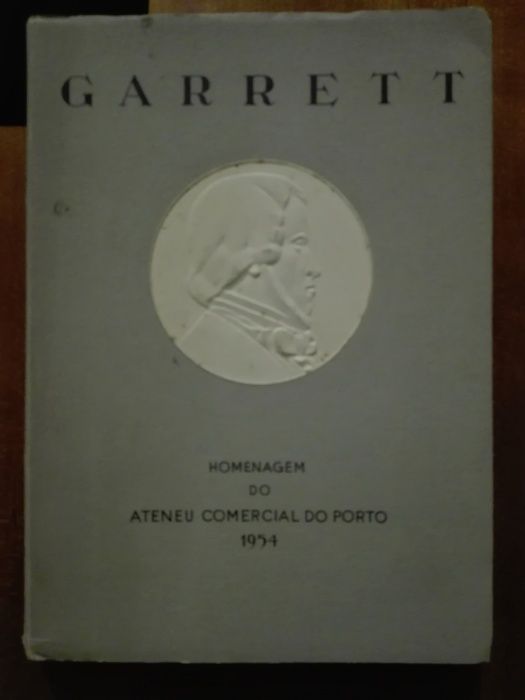 GARRETT
HOMENAGEM
DO
ATENEU COMERCIAL DO PORTO
1954